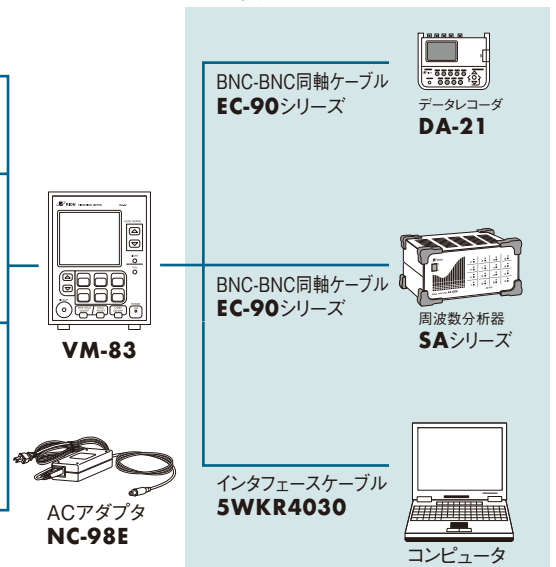 BNC-BNC同軸ケーブル
EC-90シリーズ
データレコーダ
DA-21
RION
VM-83
BNC-BNC同軸ケーブル
EC-90シリーズ
周波数分析器
SAシリーズ
ACアダプタ
NC-98E
インタフェースケーブル
5WKR4030
コンピュータ